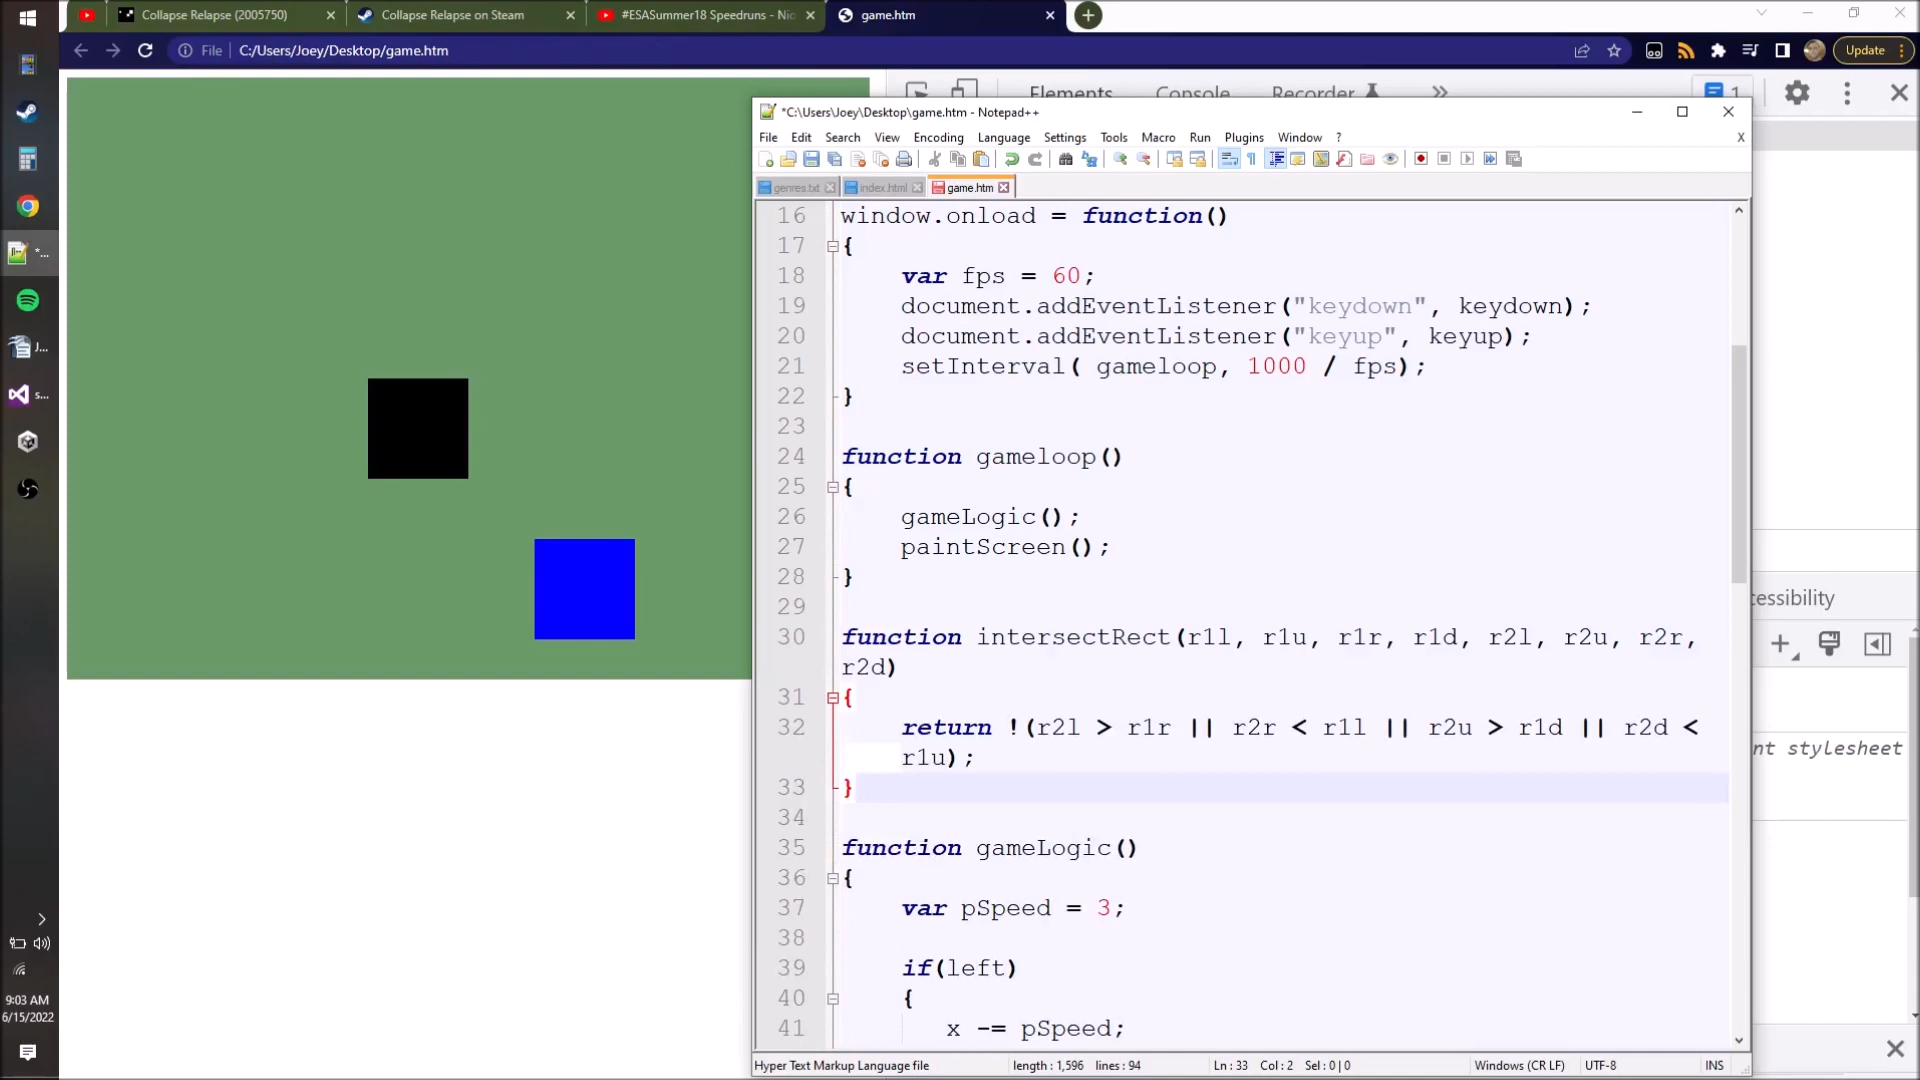 Collapse Relapse (2005750)
Collapse Relapse on Steam
#ESASummer18 Speedruns - Nio
game.htm
File
C:/Users/Joey/Desktop/game.htm
Update
Elements
Console
Recorder
1
*C:\Users\Joey\Desktop\game.htm - Notepad++
File Edit Search View Encoding Language Settings Tools Macro Run Plugins Window ?
X
genres.txt
index.html
game.htm
16 window.onload = function()
17 {
18 var fps = 60;
19 document.addEventListener("keydown", keydown);
20 document.addEventListener("keyup", keyup);
21 setInterval( gameloop, 1000 / fps);
22 }
23
24 function gameloop()
25 {
26 gameLogic();
27 paintScreen();
28 }
29
30 function intersectRect(r1l, r1u, r1r, r1d, r2l, r2u, r2r,
r2d)
31 {
32 return !(r2l > r1r || r2r < r1l || r2u > r1d || r2d <
r1u);
33 }
34
35 function gameLogic()
36 {
37 var pSpeed = 3;
38
39 if(left)
40 {
41 x -= pSpeed;
cessibility
nt stylesheet
*...
J...
s...
9:03 AM
6/15/2022
Hyper Text Markup Language file
length : 1,596 lines : 94
Ln : 33 Col : 2 Sel : 0 | 0
Windows (CR LF)
UTF-8
INS